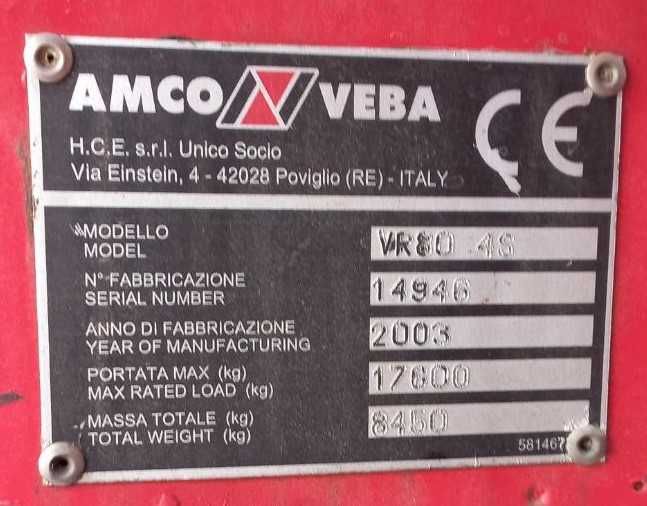 AMCO VEBA
CE
H.C.E. s.r.l. Unico Socio
Via Einstein, 4 - 42028 Poviglio (RE) - ITALY
MODELLO
MODEL
VR80 4S
N° FABBRICAZIONE
SERIAL NUMBER
14946
ANNO DI FABBRICAZIONE
YEAR OF MANUFACTURING
2003
PORTATA MAX (kg)
MAX RATED LOAD (kg)
17600
MASSA TOTALE (kg)
TOTAL WEIGHT (kg)
8450